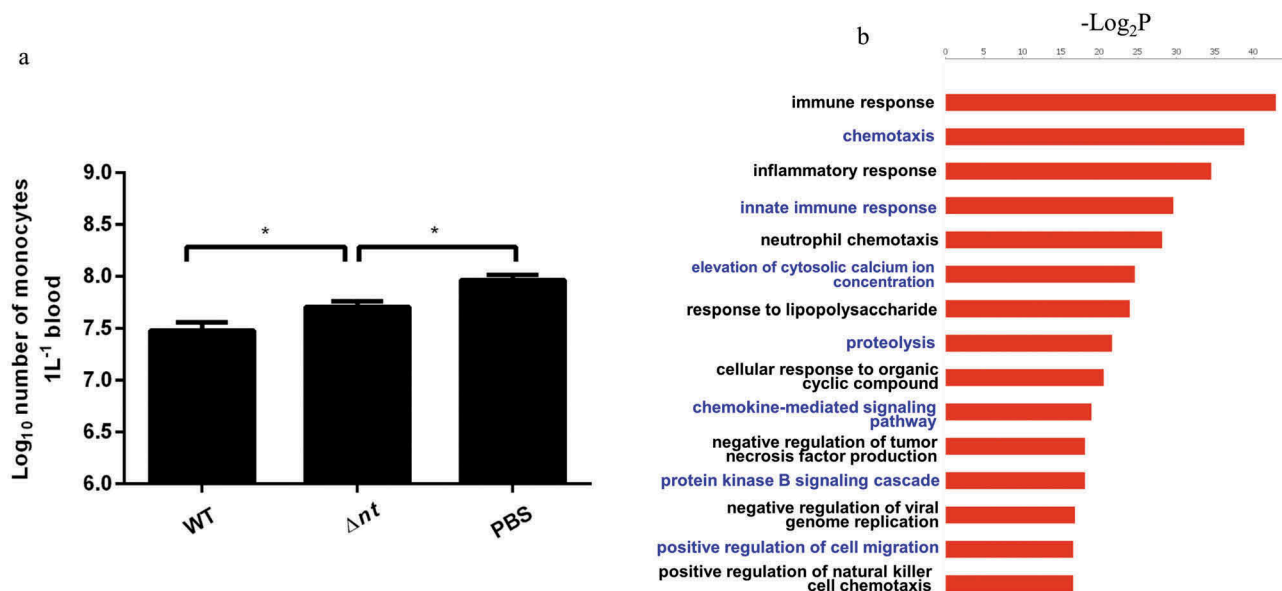 a
Log₁₀ number of monocytes
1L⁻¹ blood
9.0
8.5
8.0
7.5
7.0
6.5
6.0
*
*
WT
Δnt
PBS
b
-Log₂P
0 5 10 15 20 25 30 35 40
immune response
chemotaxis
inflammatory response
innate immune response
neutrophil chemotaxis
elevation of cytosolic calcium ion
concentration
response to lipopolysaccharide
proteolysis
cellular response to organic
cyclic compound
chemokine-mediated signaling
pathway
negative regulation of tumor
necrosis factor production
protein kinase B signaling cascade
negative regulation of viral
genome replication
positive regulation of cell migration
positive regulation of natural killer
cell chemotaxis